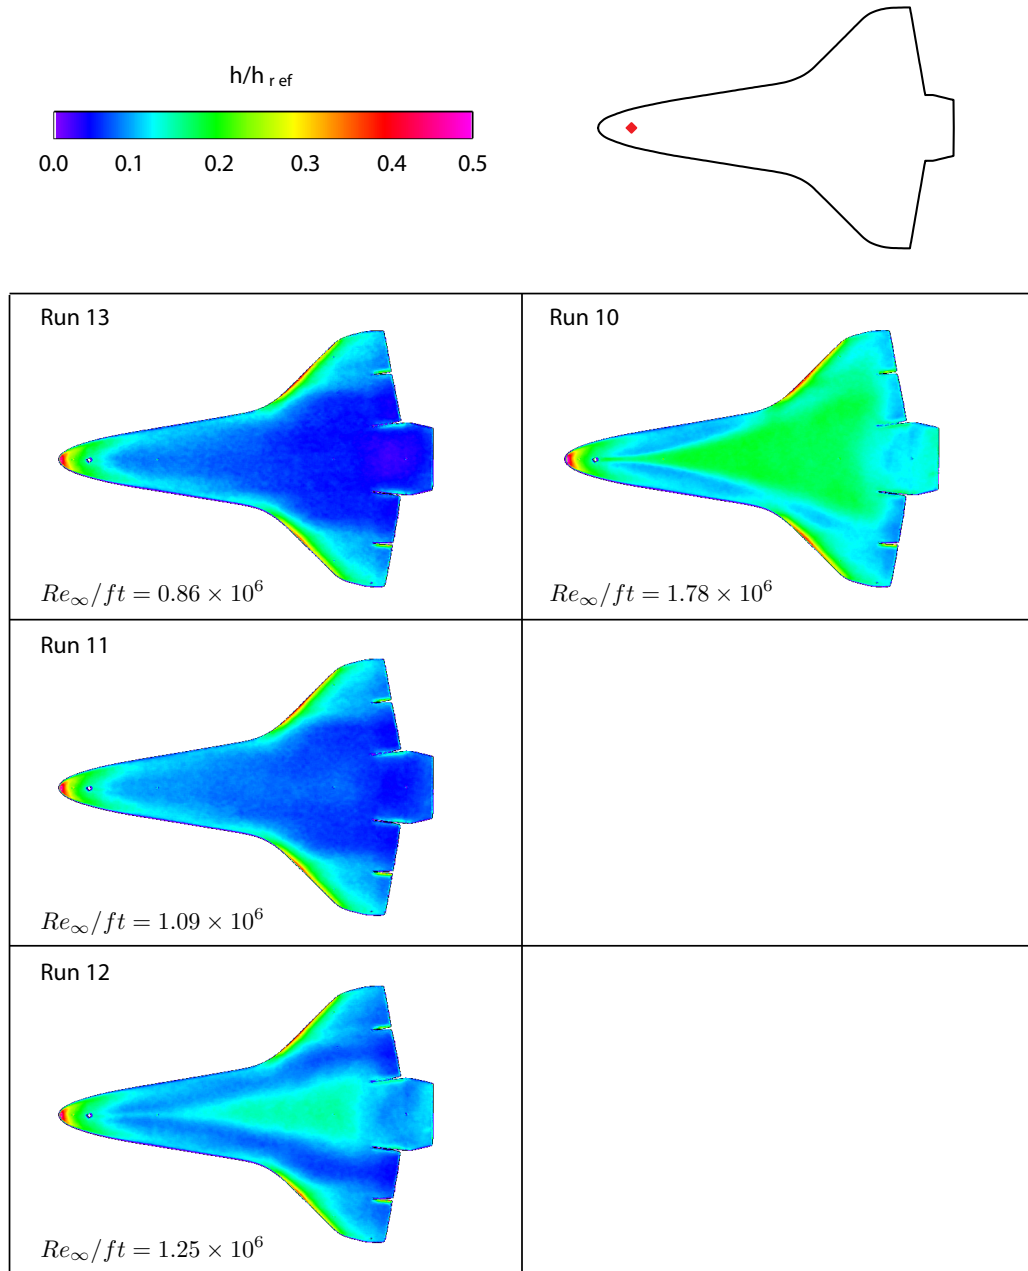 h/h r ef
0.0 0.1 0.2 0.3 0.4 0.5
Run 13
Re∞/ft = 0.86 × 10⁶
Run 10
Re∞/ft = 1.78 × 10⁶
Run 11
Re∞/ft = 1.09 × 10⁶
Run 12
Re∞/ft = 1.25 × 10⁶